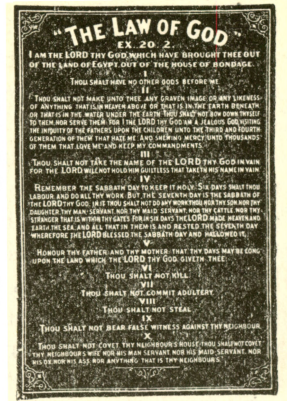 THE LAW OF GOD
EX. 20. 2.
I AM THE LORD THY GOD, WHICH HAVE BROUGHT THEE OUT
OF THE LAND OF EGYPT, OUT OF THE HOUSE OF BONDAGE.
I
THOU SHALT HAVE NO OTHER GODS BEFORE ME
II
THOU SHALT NOT MAKE UNTO THEE ANY GRAVEN IMAGE OR ANY LIKENESS
OF ANYTHING THAT IS IN HEAVEN ABOVE OR THAT IS IN THE EARTH BENEATH
OR THAT IS IN THE WATER UNDER THE EARTH THOU SHALT NOT BOW DOWN THYSELF
TO THEM NOR SERVE THEM: FOR I THE LORD THY GOD AM A JEALOUS GOD, VISITING
THE INIQUITY OF THE FATHERS UPON THE CHILDREN UNTO THE THIRD AND FOURTH
GENERATION OF THEM THAT HATE ME: AND SHEWING MERCY UNTO THOUSANDS
OF THEM THAT LOVE ME AND KEEP MY COMMANDMENTS.
III
THOU SHALT NOT TAKE THE NAME OF THE LORD THY GOD IN VAIN
FOR THE LORD WILL NOT HOLD HIM GUILTLESS THAT TAKETH HIS NAME IN VAIN
IV
REMEMBER THE SABBATH DAY TO KEEP IT HOLY. SIX DAYS SHALT THOU
LABOUR AND DO ALL THY WORK. BUT THE SEVENTH DAY IS THE SABBATH OF
THE LORD THY GOD: IN IT THOU SHALT NOT DO ANY WORK THOU NOR THY SON NOR THY
DAUGHTER, THY MAN-SERVANT, NOR THY MAID SERVANT, NOR THY CATTLE NOR THY
STRANGER THAT IS WITHIN THY GATES: FOR IN SIX DAYS THE LORD MADE HEAVEN AND
EARTH THE SEA, AND ALL THAT IN THEM IS AND RESTED THE SEVENTH DAY
WHEREFORE THE LORD BLESSED THE SABBATH DAY AND HALLOWED IT.
V
HONOUR THY FATHER AND THY MOTHER: THAT THY DAYS MAY BE LONG
UPON THE LAND WHICH THE LORD THY GOD GIVETH THEE
VI
THOU SHALT NOT KILL
VII
THOU SHALT NOT COMMIT ADULTERY
VIII
THOU SHALT NOT STEAL
IX
THOU SHALT NOT BEAR FALSE WITNESS AGAINST THY NEIGHBOUR
X
THOU SHALT NOT COVET THY NEIGHBOUR'S HOUSE: THOU SHALT NOT COVET
THY NEIGHBOUR'S WIFE NOR HIS MAN SERVANT NOR HIS MAID-SERVANT, NOR
HIS OX, NOR HIS ASS NOR ANYTHING THAT IS THY NEIGHBOUR'S